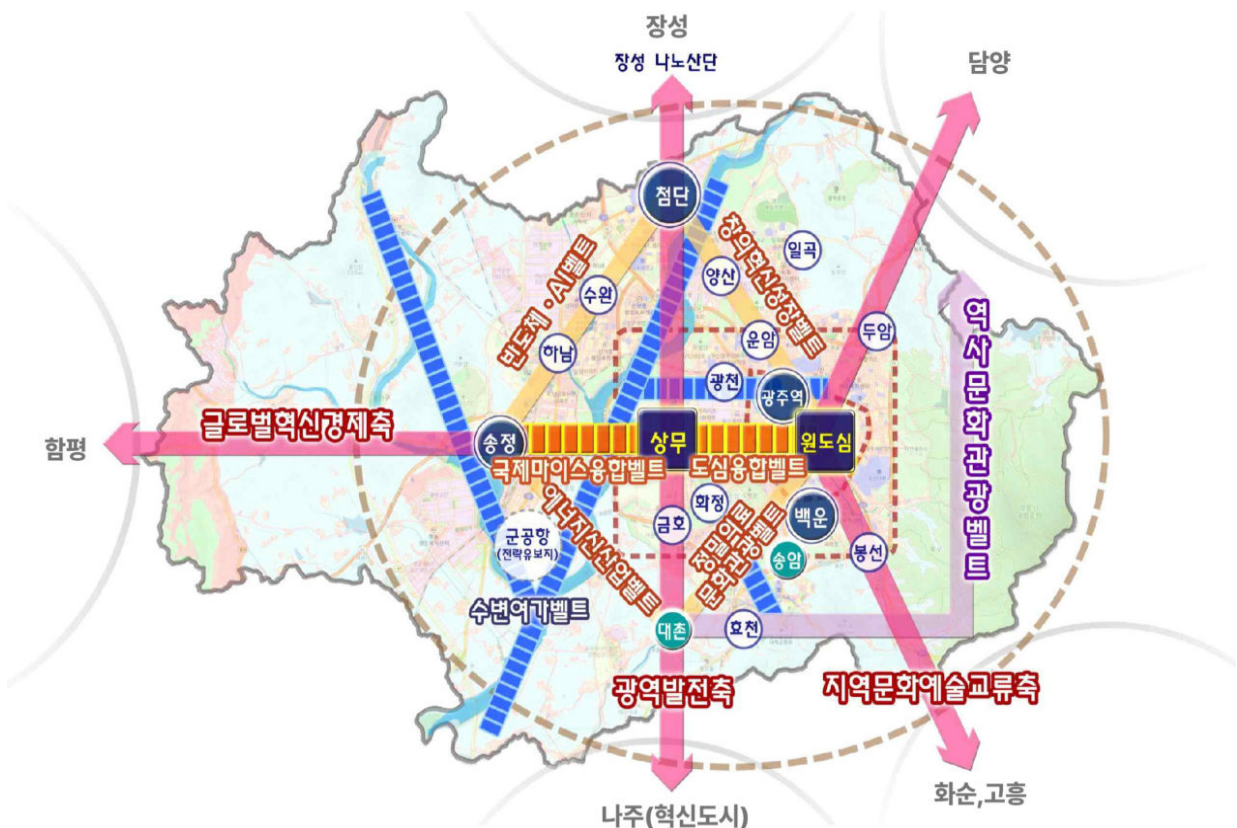 장성
장성 나노산단
담양
첨단
일곡
양산
창의혁신성장벨트
반도체·AI벨트
수완
하남
운암
두암
광천
광주역
역사문화관광벨트
글로벌혁신경제축
함평
송정
상무
원도심
국제마이스융합벨트
도심융합벨트
에너지신산업벨트
화정
금호
정밀의료
문화관광벨트
백운
송암
봉선
군공항
(전략유보지)
수변여가벨트
대촌
효천
광역발전축
지역문화예술교류축
화순,고흥
나주(혁신도시)